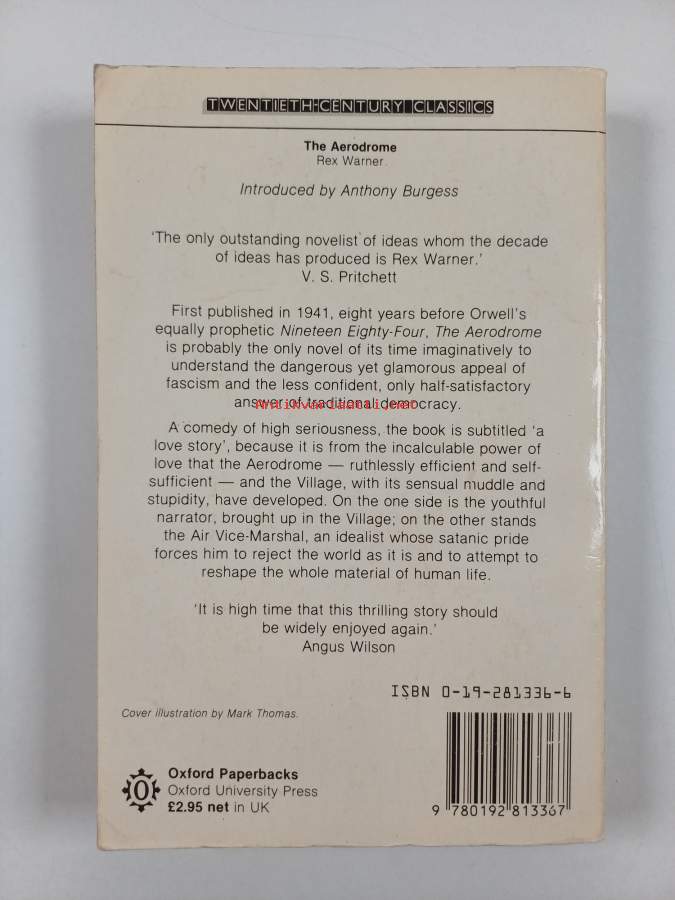 TWENTIETH-CENTURY CLASSICS
The Aerodrome
Rex Warner
Introduced by Anthony Burgess
'The only outstanding novelist of ideas whom the decade
of ideas has produced is Rex Warner.'
V. S. Pritchett
First published in 1941, eight years before Orwell's
equally prophetic Nineteen Eighty-Four, The Aerodrome
is probably the only novel of its time imaginatively to
understand the dangerous yet glamorous appeal of
fascism and the less confident, only half-satisfactory
answer of traditional democracy.
Antikvariaatti.net
A comedy of high seriousness, the book is subtitled 'a
love story', because it is from the incalculable power of
love that the Aerodrome — ruthlessly efficient and self-
sufficient — and the Village, with its sensual muddle and
stupidity, have developed. On the one side is the youthful
narrator, brought up in the Village; on the other stands
the Air Vice-Marshal, an idealist whose satanic pride
forces him to reject the world as it is and to attempt to
reshape the whole material of human life.
'It is high time that this thrilling story should
be widely enjoyed again.'
Angus Wilson
ISBN 0-19-281336-6
Cover illustration by Mark Thomas.
Oxford Paperbacks
Oxford University Press
£2.95 net in UK
9 780192 813367